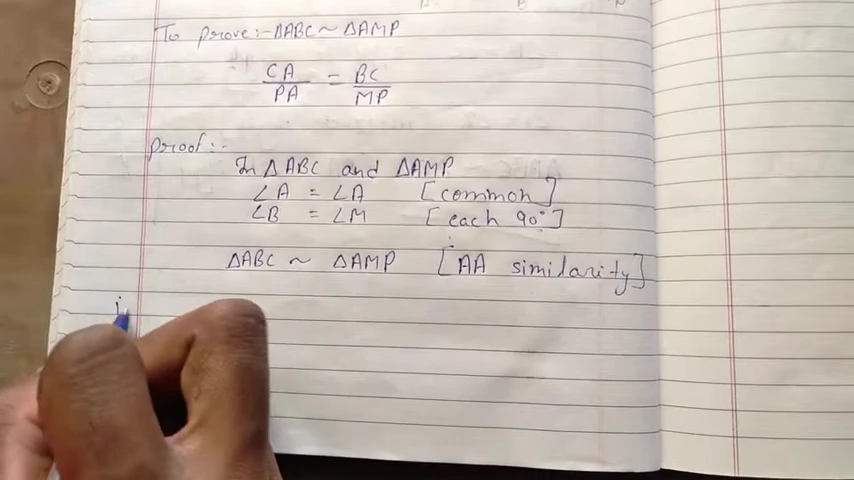 To prove:- ΔABC ~ ΔAMP
CA/PA = BC/MP
Proof:-
In ΔABC and ΔAMP
∠A = ∠A [common]
∠B = ∠M [each 90°]
ΔABC ~ ΔAMP [AA similarity]